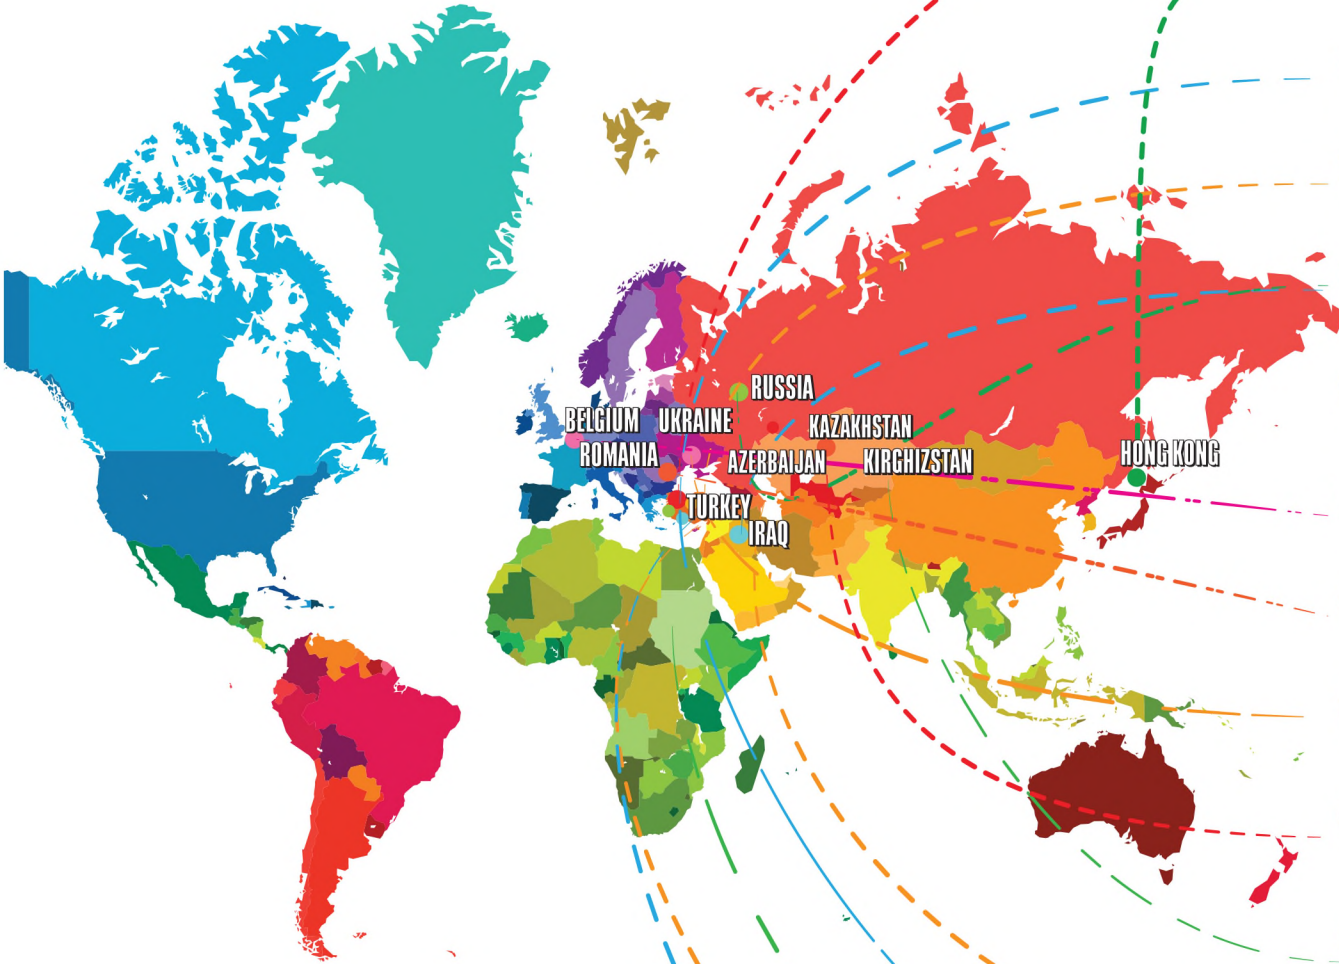 RUSSIA
BELGIUM
UKRAINE
KAZAKHSTAN
ROMANIA
AZERBAIJAN
KIRGHIZSTAN
HONG KONG
TURKEY
IRAQ